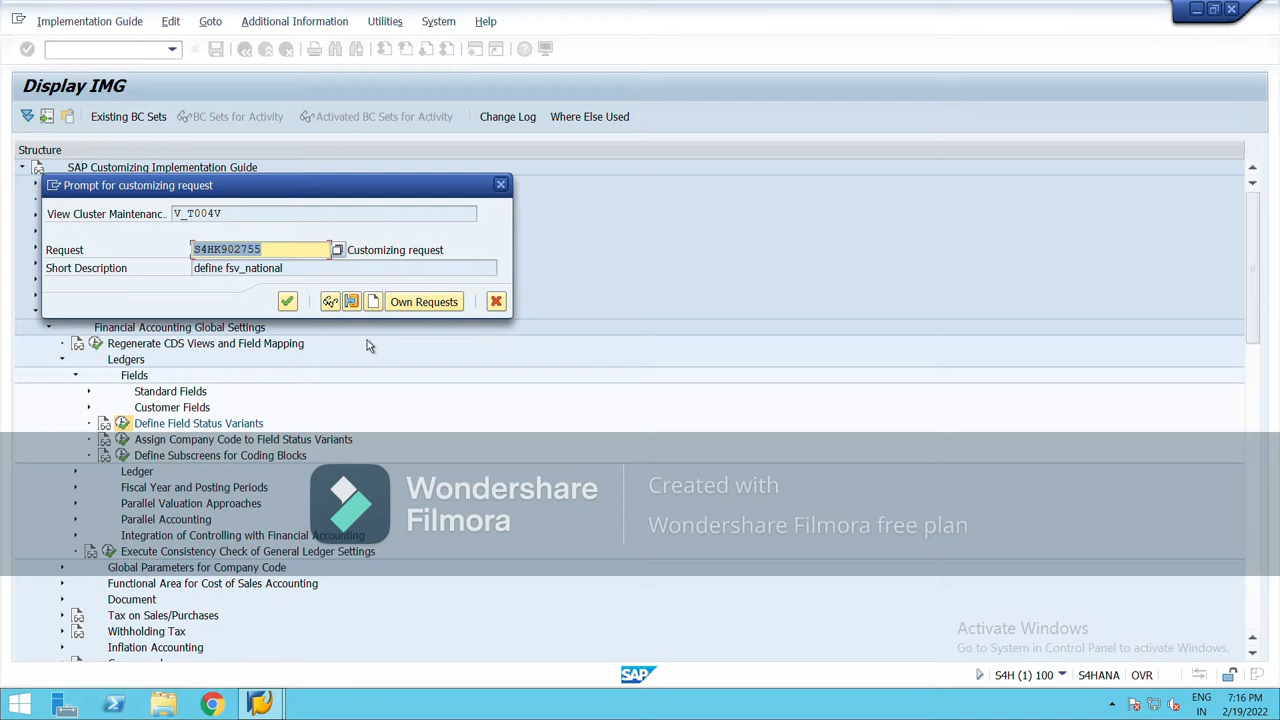 Implementation Guide Edit Goto Additional Information Utilities System Help
Display IMG
Existing BC Sets BC Sets for Activity Activated BC Sets for Activity Change Log Where Else Used
Structure
SAP Customizing Implementation Guide
Prompt for customizing request
View Cluster Maintenanc.. V_T004V
Request S4HK902755 Customizing request
Short Description define fsv_national
Own Requests
Financial Accounting Global Settings
Regenerate CDS Views and Field Mapping
Ledgers
Fields
Standard Fields
Customer Fields
Define Field Status Variants
Assign Company Code to Field Status Variants
Define Subscreens for Coding Blocks
Ledger
Fiscal Year and Posting Periods
Parallel Valuation Approaches
Parallel Accounting
Integration of Controlling with Financial Accounting
Execute Consistency Check of General Ledger Settings
Global Parameters for Company Code
Functional Area for Cost of Sales Accounting
Document
Tax on Sales/Purchases
Withholding Tax
Inflation Accounting
Wondershare
Filmora
Created with
Wondershare Filmora free plan
Activate Windows
Go to System in Control Panel to activate Windows.
SAP
S4H (1) 100 S4HANA OVR
ENG
IN
7:16 PM
2/19/2022